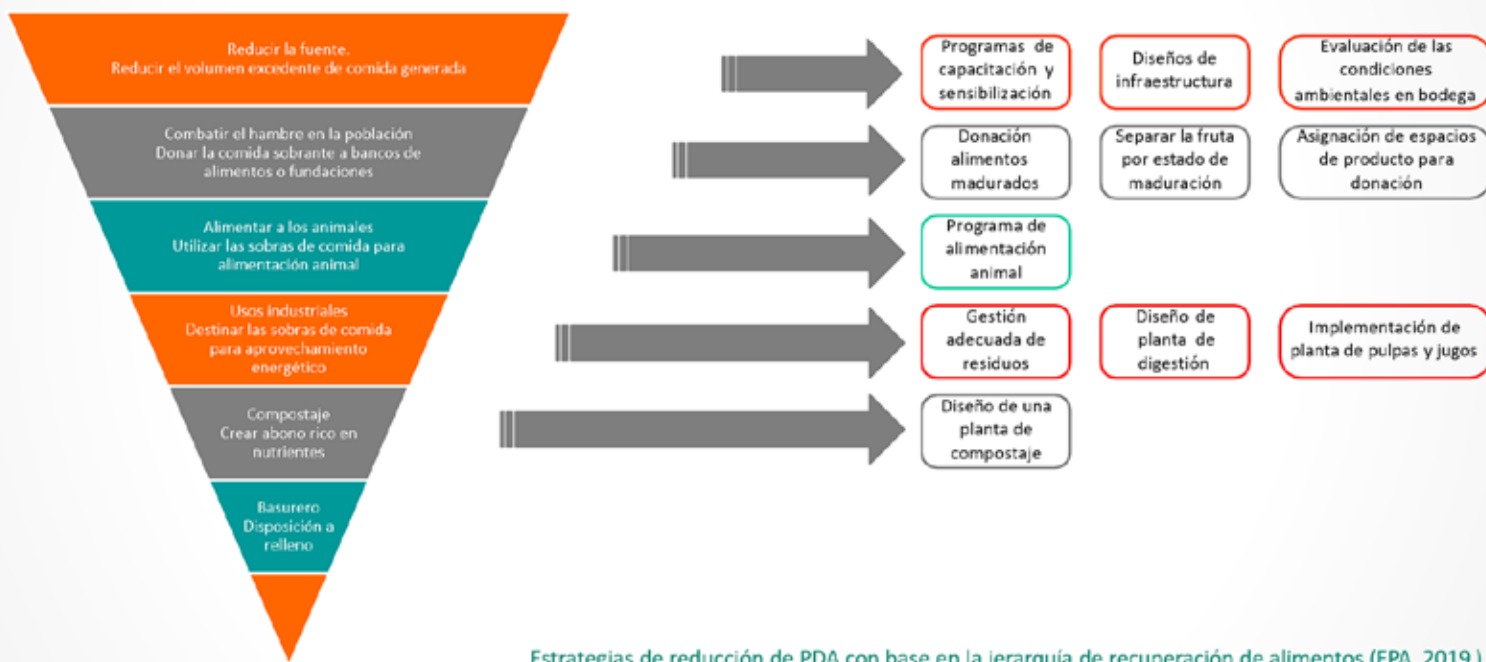 Reducir la fuente.
Reducir el volumen excedente de comida generada
Programas de
capacitación y
sensibilización
Diseños de
infraestructura
Evaluación de las
condiciones
ambientales en bodega
Combatir el hambre en la población
Donar la comida sobrante a bancos de
alimentos o fundaciones
Donación
alimentos
madurados
Separar la fruta
por estado de
maduración
Asignación de espacios
de producto para
donación
Alimentar a los animales
Utilizar las sobras de comida para
alimentación animal
Programa de
alimentación
animal
Usos industriales
Destinar las sobras de comida
para aprovechamiento
energético
Gestión
adecuada de
residuos
Diseño de
planta de
digestión
Implementación de
planta de pulpas y jugos
Compostaje
Crear abono rico en
nutrientes
Diseño de una
planta de
compostaje
Basurero
Disposición a
relleno
Estrategias de reducción de PDA con base en la jerarquía de recuperación de alimentos (EPA, 2019.)